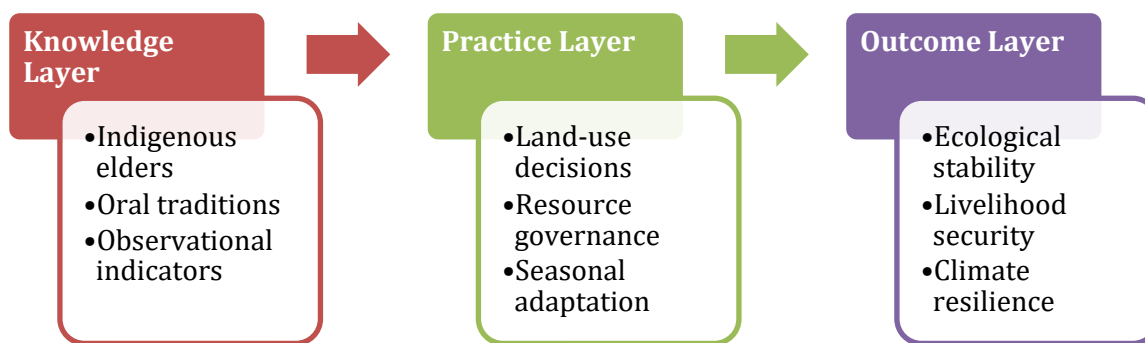 Knowledge
Layer
•Indigenous
elders
•Oral traditions
•Observational
indicators
Practice Layer
•Land-use
decisions
•Resource
governance
•Seasonal
adaptation
Outcome Layer
•Ecological
stability
•Livelihood
security
•Climate
resilience